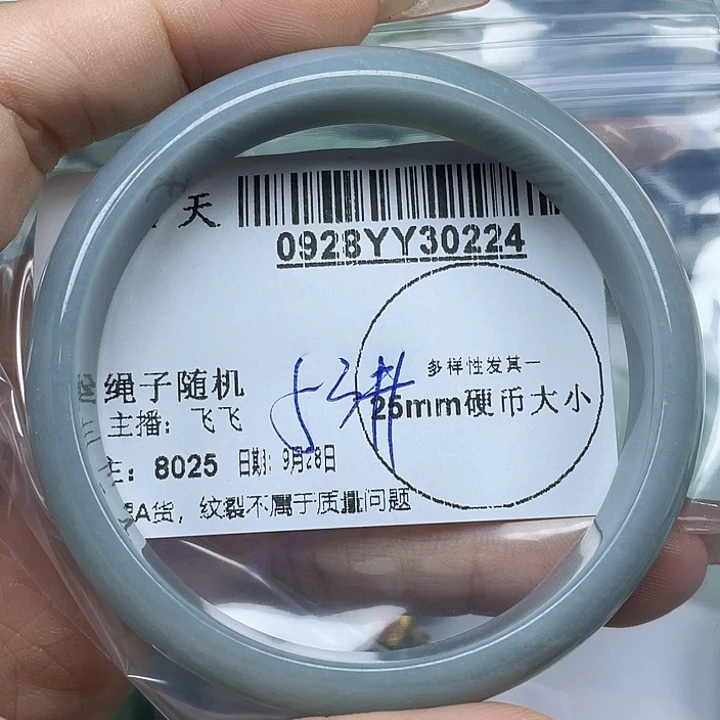 天
0928YY30224
绳子随机
多样性发其一
25mm硬币大小
主播：飞飞
8025 日期：9月28日
A货，纹裂不属于质量问题